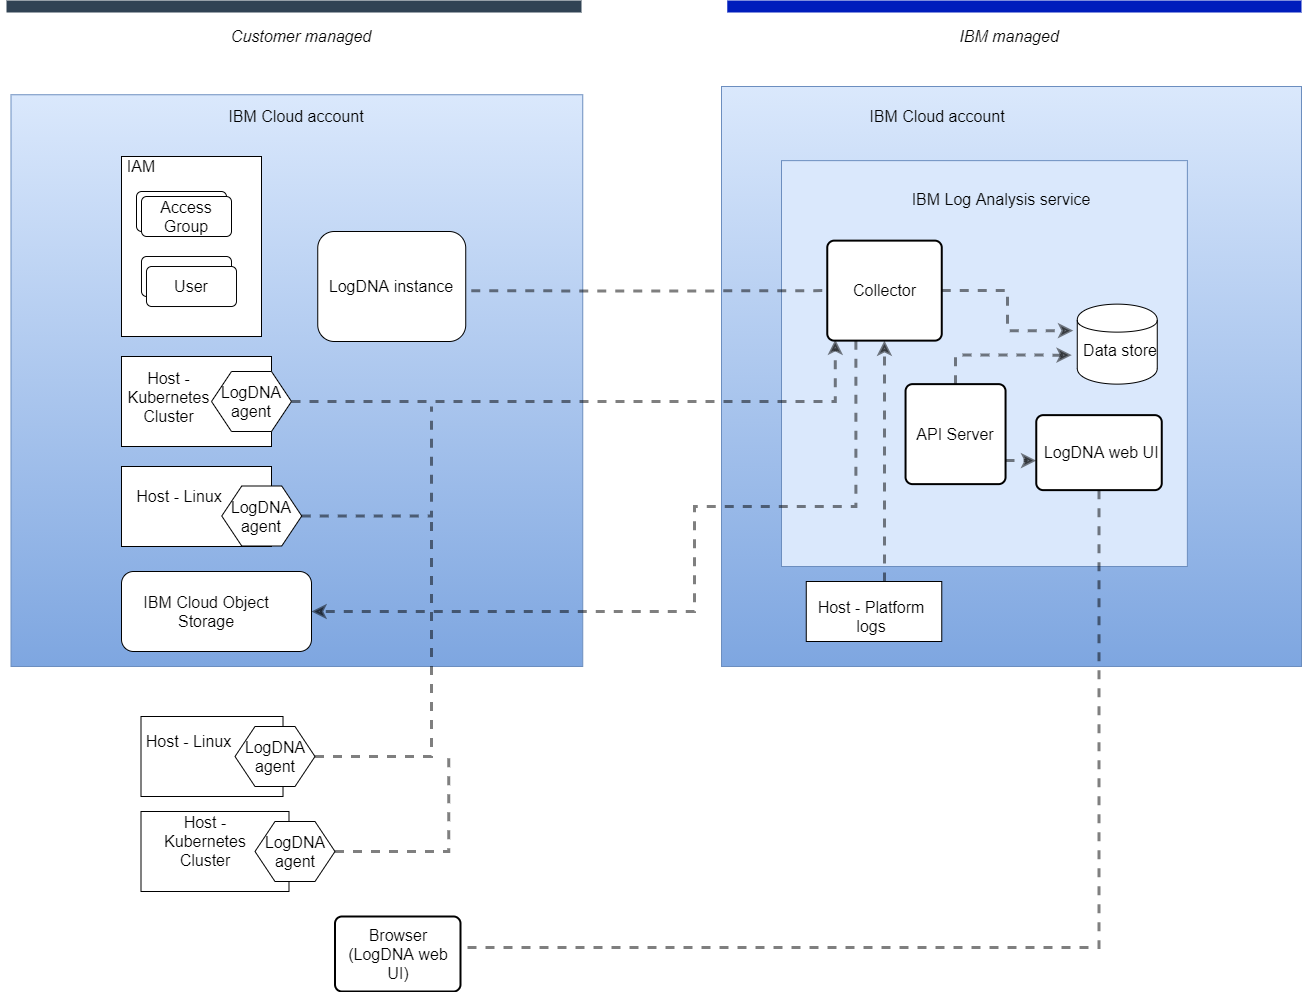 Customer managed
IBM managed
IBM Cloud account
IAM
Access
Group
User
LogDNA instance
Host -
Kubernetes
Cluster
LogDNA
agent
Host - Linux
LogDNA
agent
IBM Cloud Object
Storage
IBM Cloud account
IBM Log Analysis service
Collector
Data store
API Server
LogDNA web UI
Host - Platform
logs
Host - Linux
LogDNA
agent
Host -
Kubernetes
Cluster
LogDNA
agent
Browser
(LogDNA web
UI)